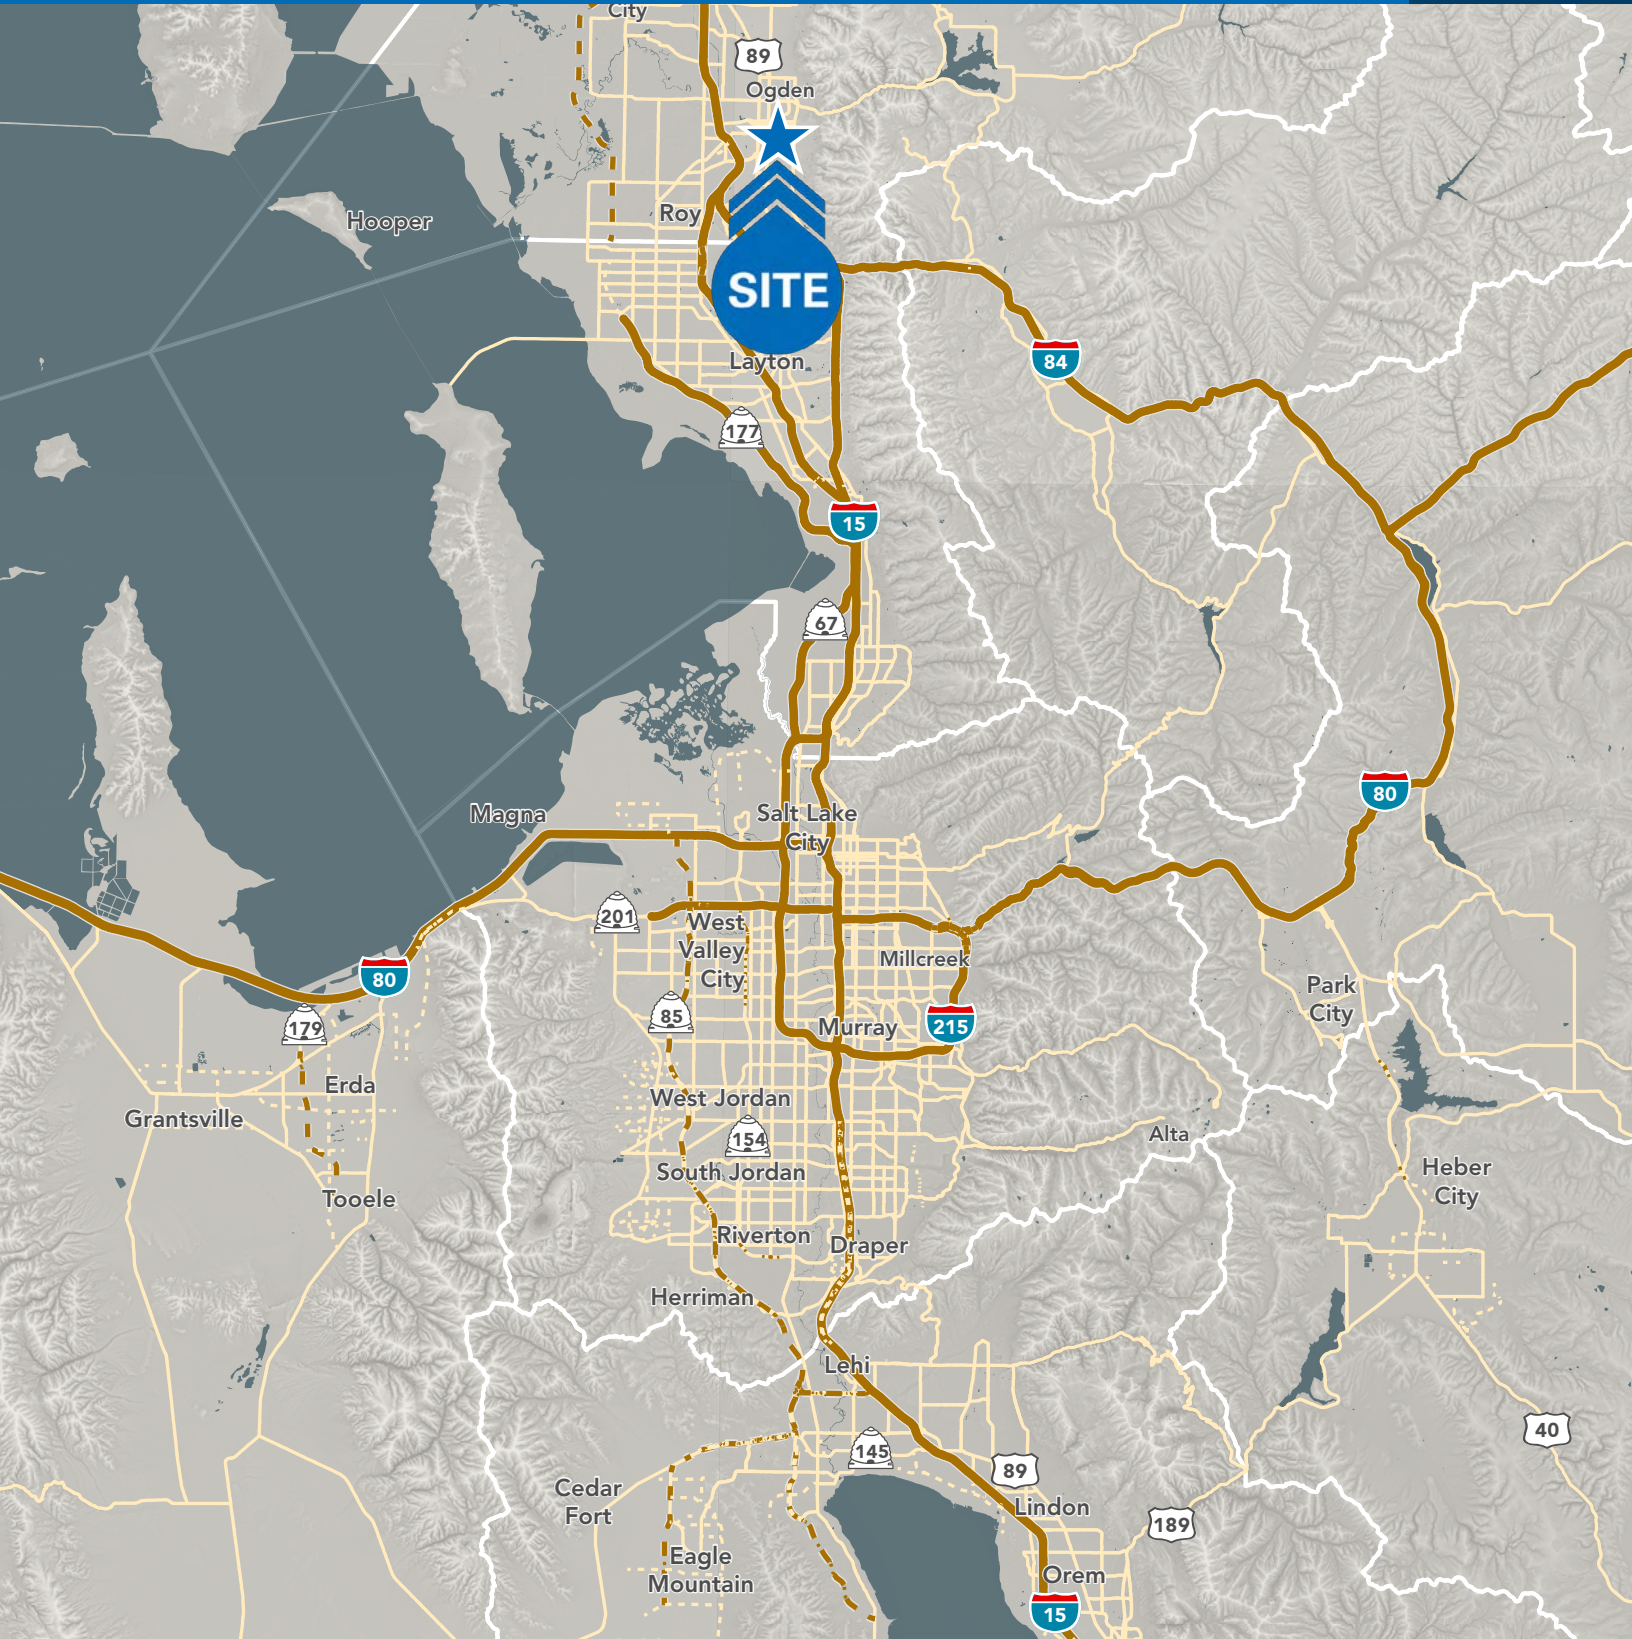 City
89
Ogden
Roy
Hooper
SITE
84
Layton
177
15
67
80
Magna
Salt Lake
City
201
West
Valley
City
Millcreek
80
Park
City
85
215
179
Murray
Erda
West Jordan
Grantsville
154
Alta
South Jordan
Heber
City
Tooele
Riverton
Draper
Herriman
Lehi
40
145
89
Cedar
Fort
Lindon
189
Eagle
Mountain
Orem
15